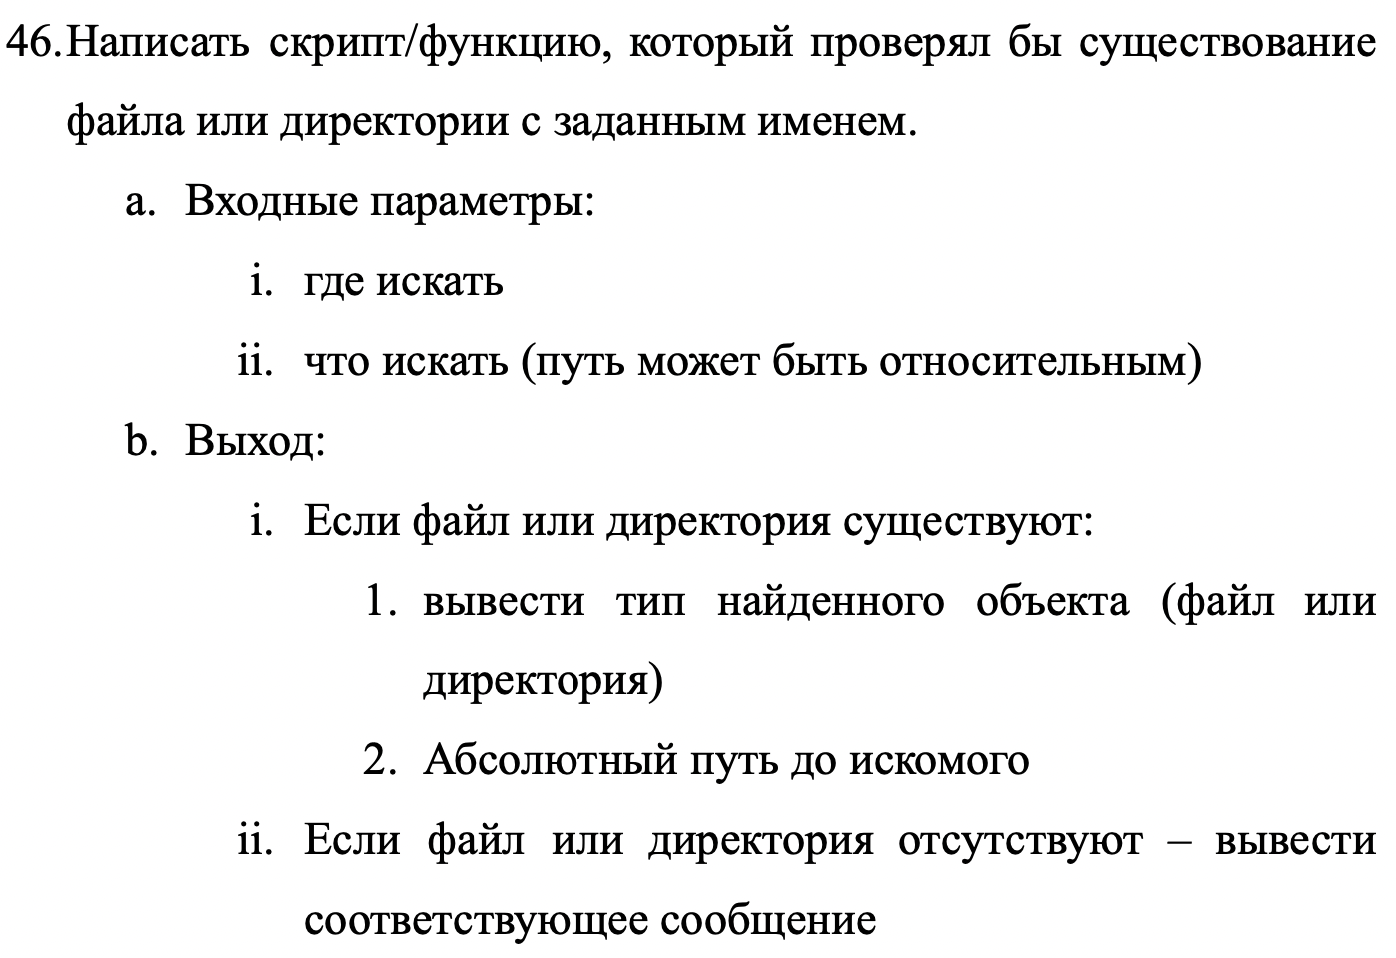 46.Написать скрипт/функцию, который проверял бы существование
файла или директории с заданным именем.
a. Входные параметры:
i. где искать
ii. что искать (путь может быть относительным)
b. Выход:
i. Если файл или директория существуют:
1. вывести тип найденного объекта (файл или
директория)
2. Абсолютный путь до искомого
ii. Если файл или директория отсутствуют – вывести
соответствующее сообщение